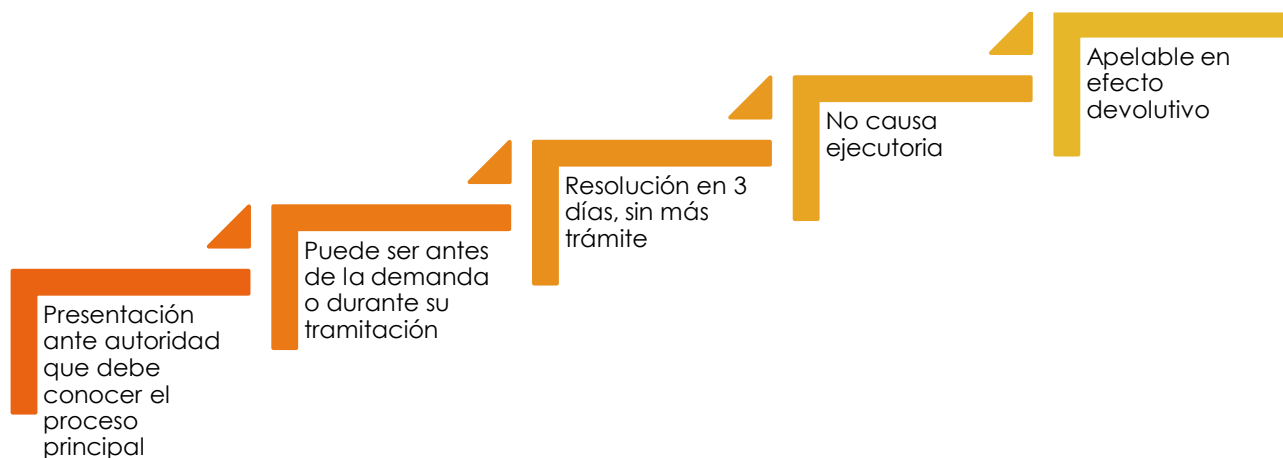 Presentación
ante autoridad
que debe
conocer el
proceso
principal
Puede ser antes
de la demanda
o durante su
tramitación
Resolución en 3
días, sin más
trámite
No causa
ejecutoria
Apelable en
efecto
devolutivo